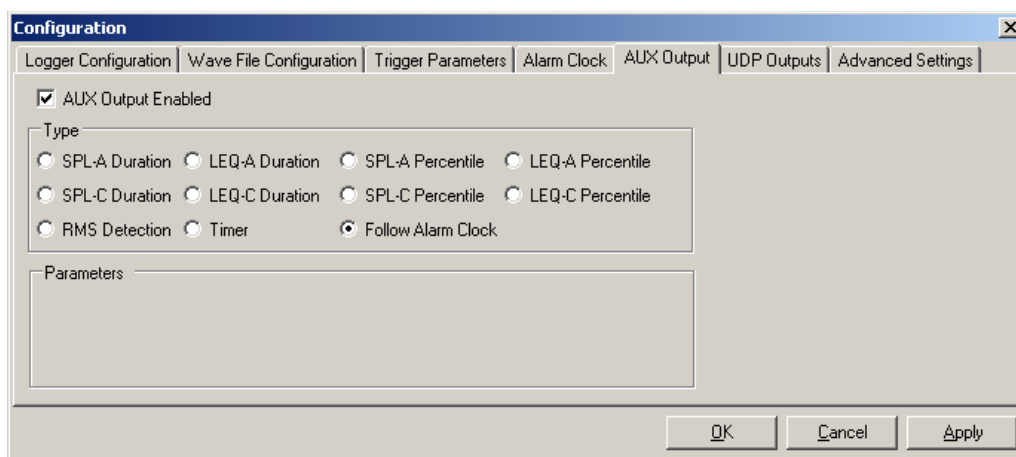 Configuration
Logger Configuration Wave File Configuration Trigger Parameters Alarm Clock AUX Output UDP Outputs Advanced Settings
AUX Output Enabled
Type
SPL-A Duration LEQ-A Duration SPL-A Percentile LEQ-A Percentile
SPL-C Duration LEQ-C Duration SPL-C Percentile LEQ-C Percentile
RMS Detection Timer Follow Alarm Clock
Parameters
OK Cancel Apply